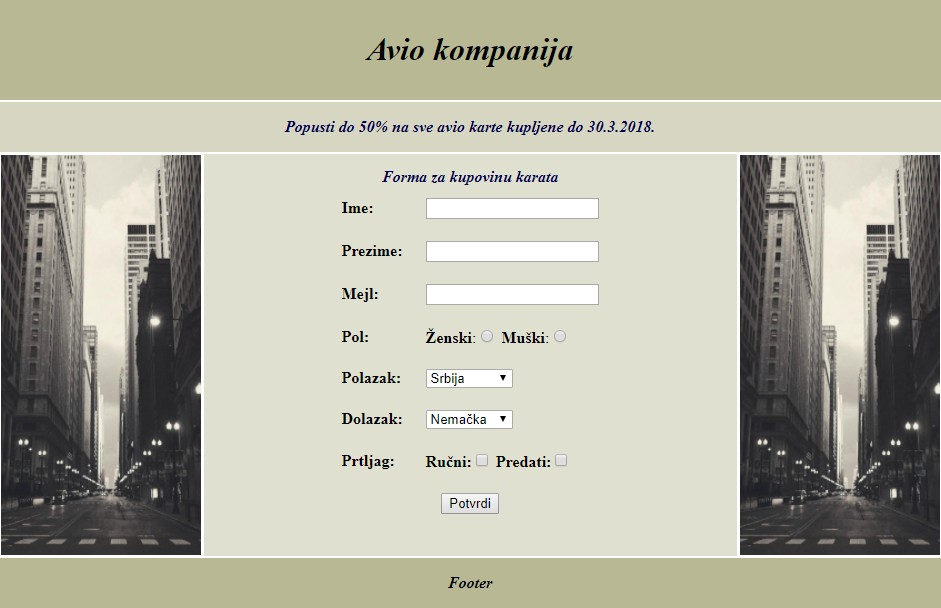 Avio kompanija
Popusti do 50% na sve avio karte kupljene do 30.3.2018.
Forma za kupovinu karata
Ime:
Prezime:
Mejl:
Pol: Ženski: Muški:
Polazak: Srbija
Dolazak: Nemačka
Prtljag: Ručni: Predati:
Potvrdi
Footer